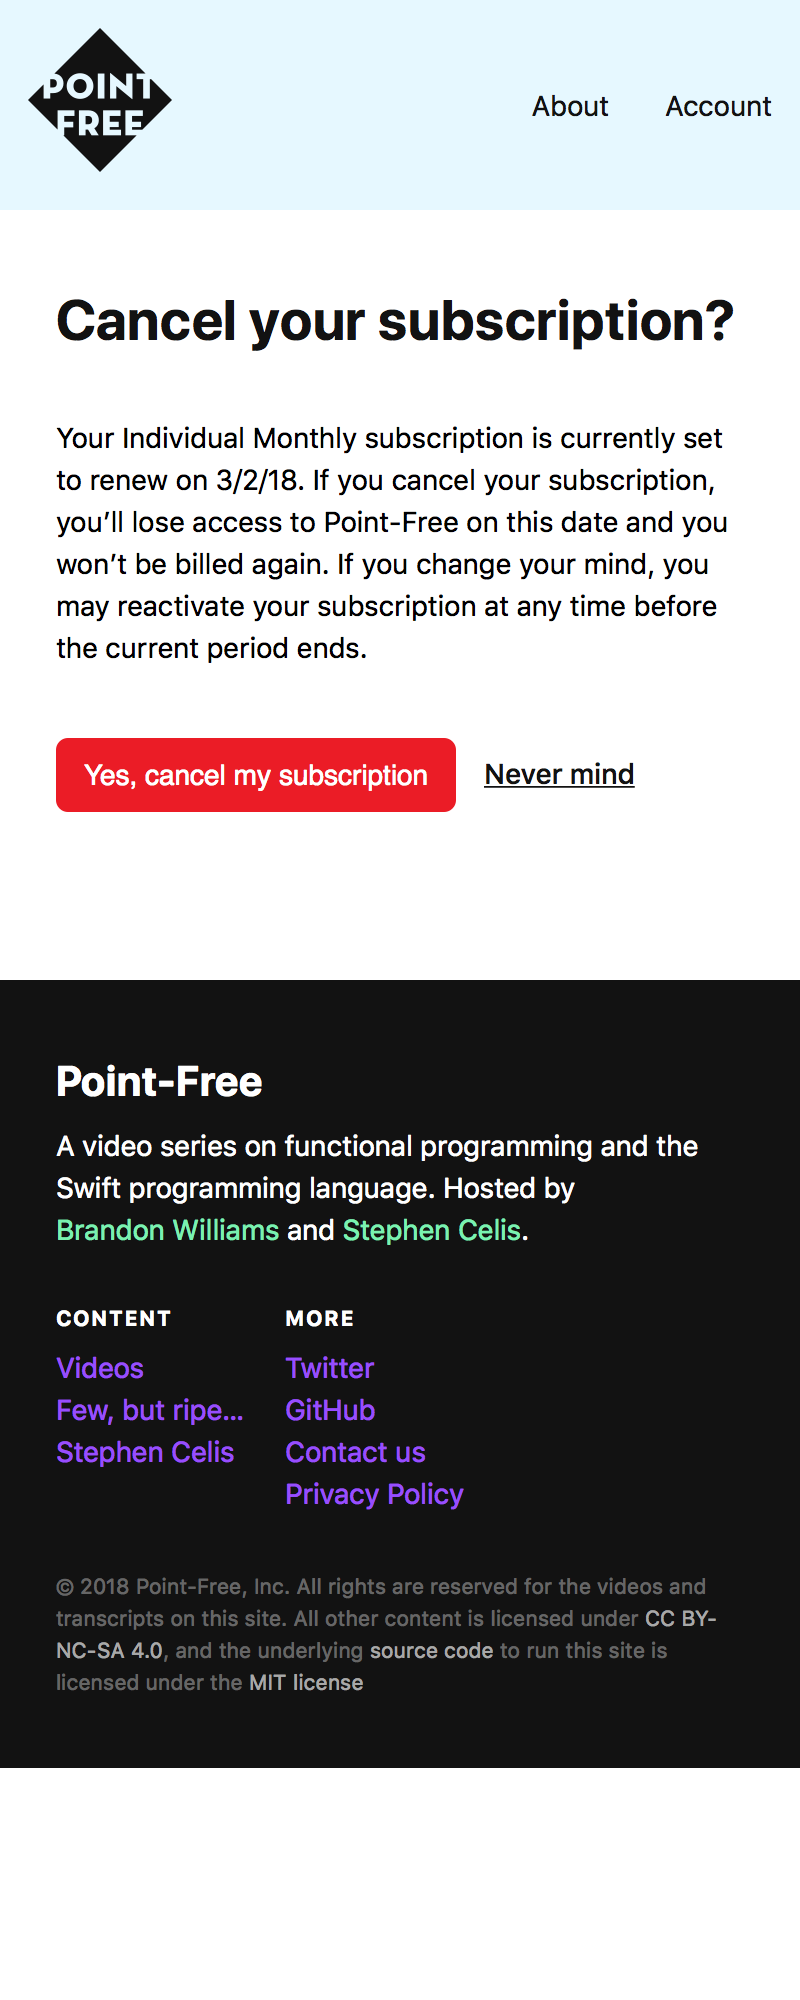 POINT
FREE
About Account
Cancel your subscription?
Your Individual Monthly subscription is currently set
to renew on 3/2/18. If you cancel your subscription,
you’ll lose access to Point-Free on this date and you
won’t be billed again. If you change your mind, you
may reactivate your subscription at any time before
the current period ends.
Yes, cancel my subscription Never mind
Point-Free
A video series on functional programming and the
Swift programming language. Hosted by
Brandon Williams and Stephen Celis.
CONTENT
Videos
Few, but ripe…
Stephen Celis
MORE
Twitter
GitHub
Contact us
Privacy Policy
© 2018 Point-Free, Inc. All rights are reserved for the videos and
transcripts on this site. All other content is licensed under CC BY-
NC-SA 4.0, and the underlying source code to run this site is
licensed under the MIT license